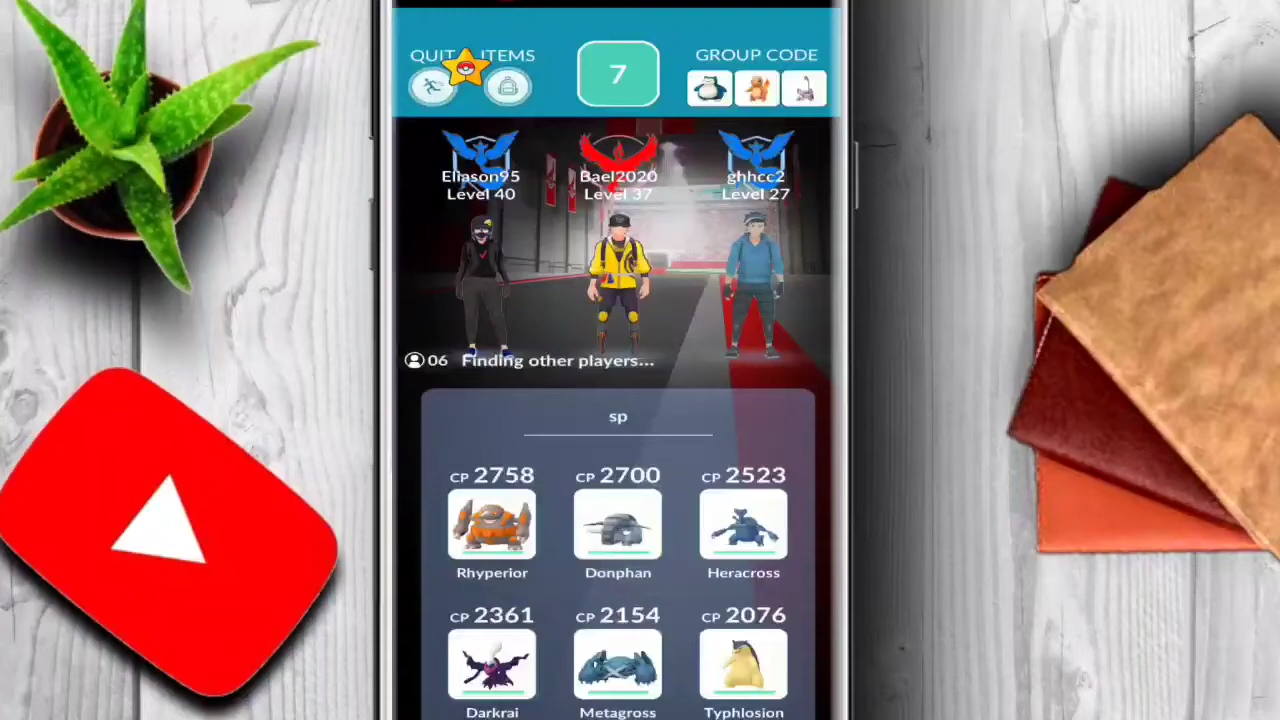 QUIT ITEMS
7
GROUP CODE
Eliason95
Level 40
Bael2020
Level 37
ghhcc2
Level 27
06 Finding other players...
sp
CP 2758
CP 2700
CP 2523
Rhyperior
Donphan
Heracross
CP 2361
CP 2154
CP 2076
Darkrai
Metagross
Typhlosion